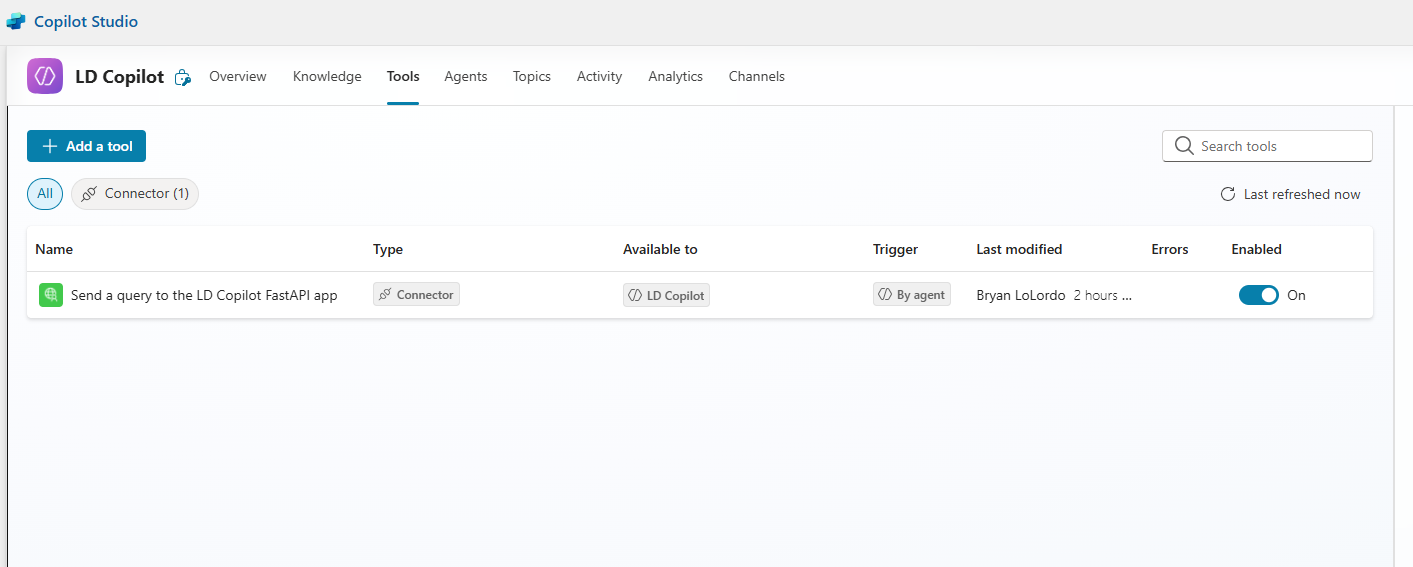 Copilot Studio
LD Copilot Overview Knowledge Tools Agents Topics Activity Analytics Channels
Add a tool Search tools
All Connector (1) Last refreshed now
Name Type Available to Trigger Last modified Errors Enabled
Send a query to the LD Copilot FastAPI app Connector LD Copilot By agent Bryan LoLordo 2 hours ... On